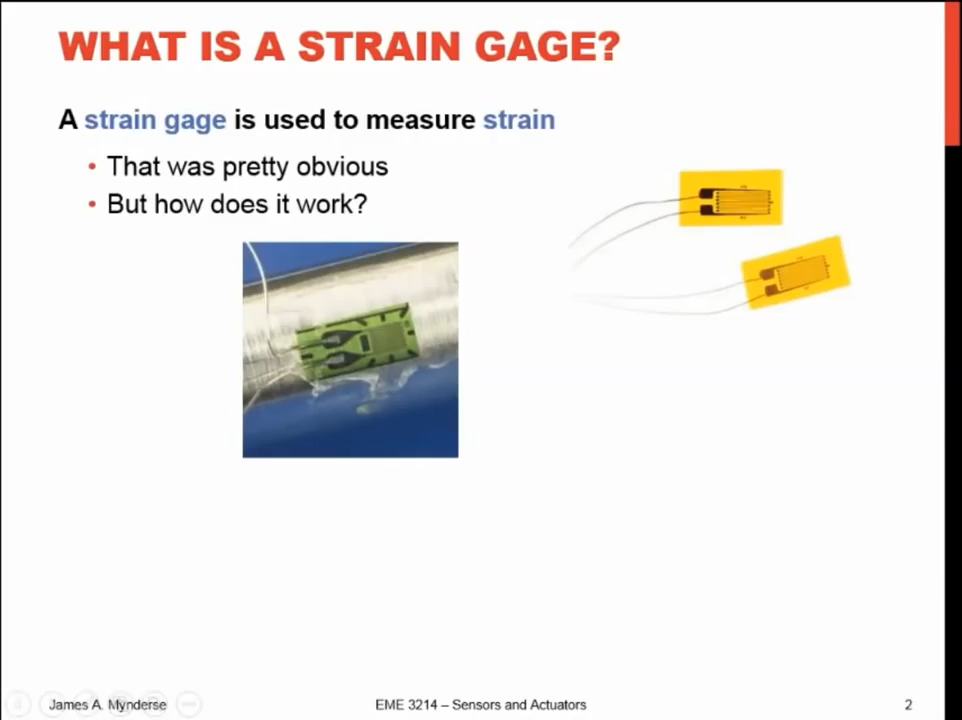 WHAT IS A STRAIN GAGE?
A strain gage is used to measure strain
• That was pretty obvious
• But how does it work?
James A. Mynderse
EME 3214 – Sensors and Actuators
2